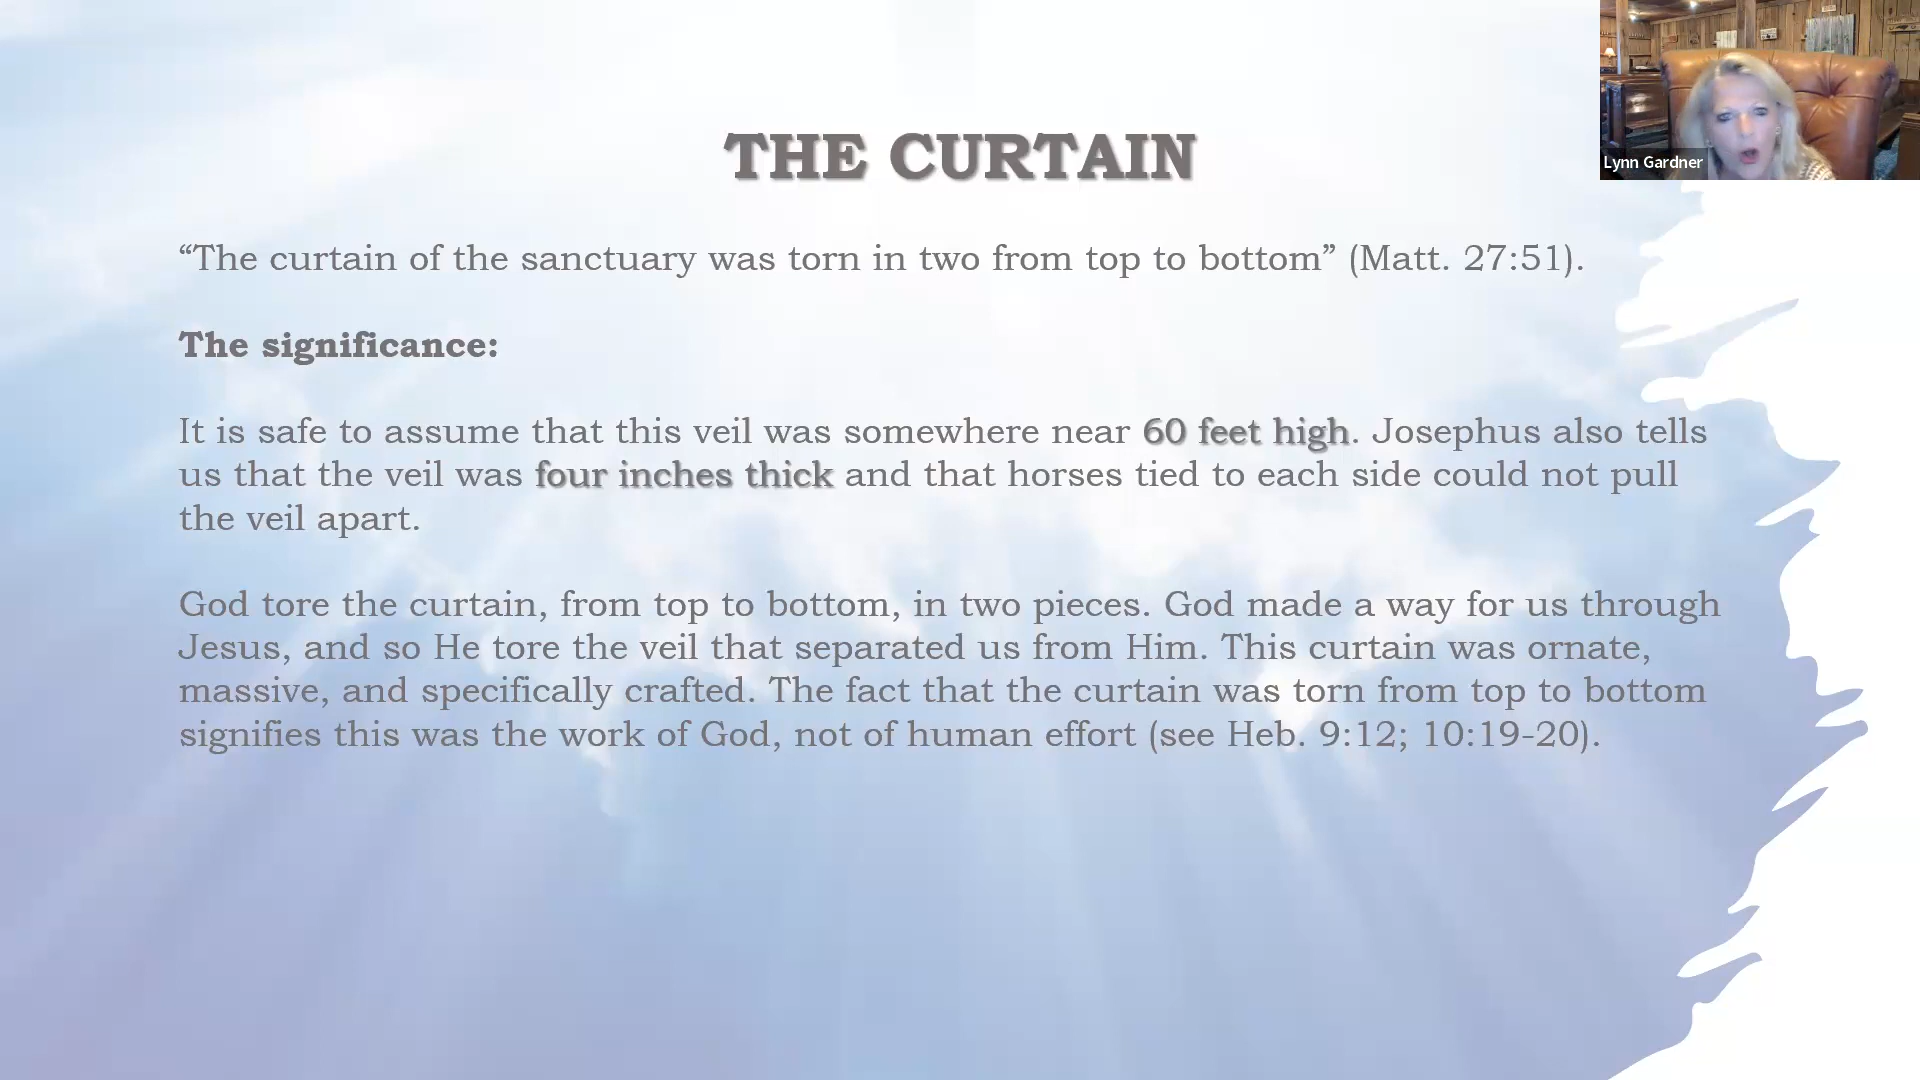 THE CURTAIN
Lynn Gardner
“The curtain of the sanctuary was torn in two from top to bottom” (Matt. 27:51).
The significance:
It is safe to assume that this veil was somewhere near 60 feet high. Josephus also tells
us that the veil was four inches thick and that horses tied to each side could not pull
the veil apart.
God tore the curtain, from top to bottom, in two pieces. God made a way for us through
Jesus, and so He tore the veil that separated us from Him. This curtain was ornate,
massive, and specifically crafted. The fact that the curtain was torn from top to bottom
signifies this was the work of God, not of human effort (see Heb. 9:12; 10:19-20).